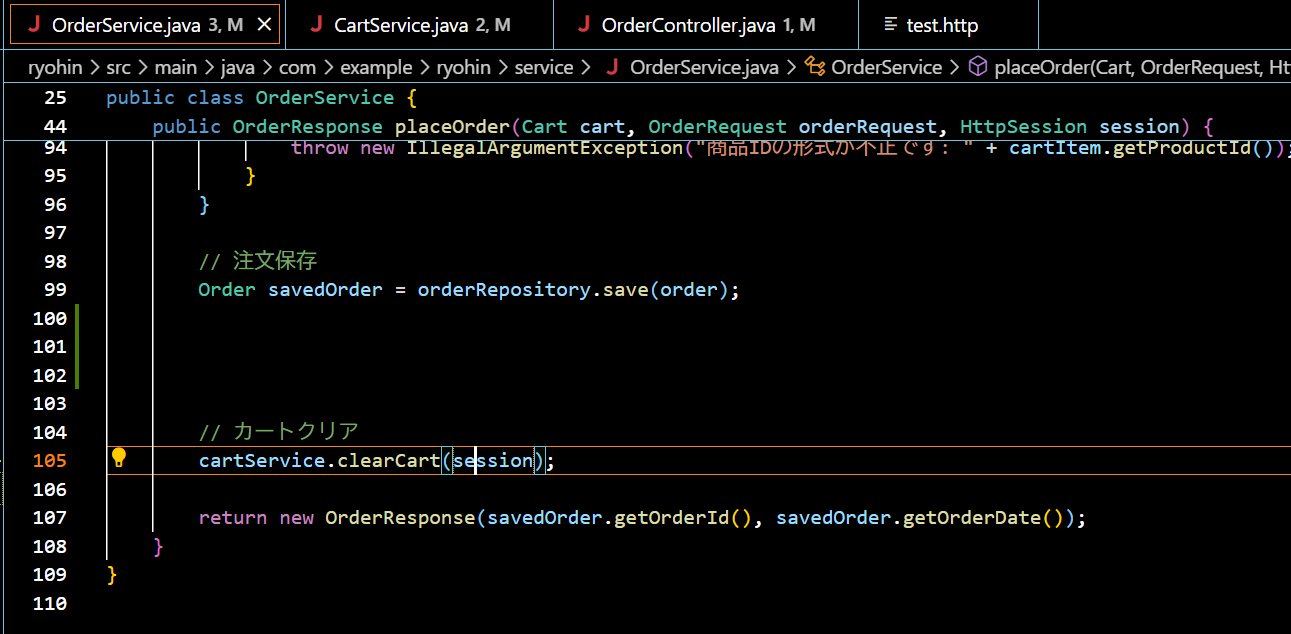 OrderService.java 3, M
CartService.java 2, M
OrderController.java 1, M
test.http
ryohin > src > main > java > com > example > ryohin > service > OrderService.java > OrderService > placeOrder(Cart, OrderRequest, Ht
25 public class OrderService {
44 public OrderResponse placeOrder(Cart cart, OrderRequest orderRequest, HttpSession session) {
94 throw new IllegalArgumentException("商品IDの形式が不正です: " + cartItem.getProductId());
95 }
96 }
97
98 // 注文保存
99 Order savedOrder = orderRepository.save(order);
100
101
102
103
104 // カートクリア
105 cartService.clearCart(session);
106
107 return new OrderResponse(savedOrder.getOrderId(), savedOrder.getOrderDate());
108 }
109 }
110